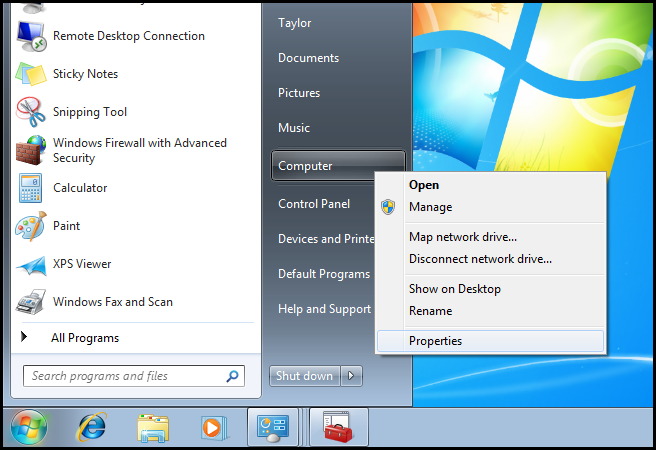 Remote Desktop Connection
Sticky Notes
Snipping Tool
Windows Firewall with Advanced
Security
Calculator
Paint
XPS Viewer
Windows Fax and Scan
All Programs
Search programs and files
Taylor
Documents
Pictures
Music
Computer
Control Panel
Devices and Printe
Default Programs
Help and Support
Shut down
Open
Manage
Map network drive...
Disconnect network drive...
Show on Desktop
Rename
Properties